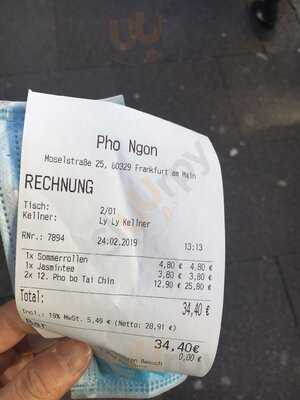 Pho Ngon
Moselstraße 25, 60329 Frankfurt am Main
RECHNUNG
Tisch: 2/01
Kellner: Ly Ly Kellner
RNr.: 7894 24.02.2019 13:13
1x Sommerrollen 4,80 € 4,80 €
1x Jasmintee 3,80 € 3,80 €
2x 12. Pho bo Tai Chin 12,90 € 25,80 €
Total: 34,40 €
Incl.: 19% MwSt. 5,49 € (Netto: 28,91 €)
Bar 34,40€
0,00 €
Besuch